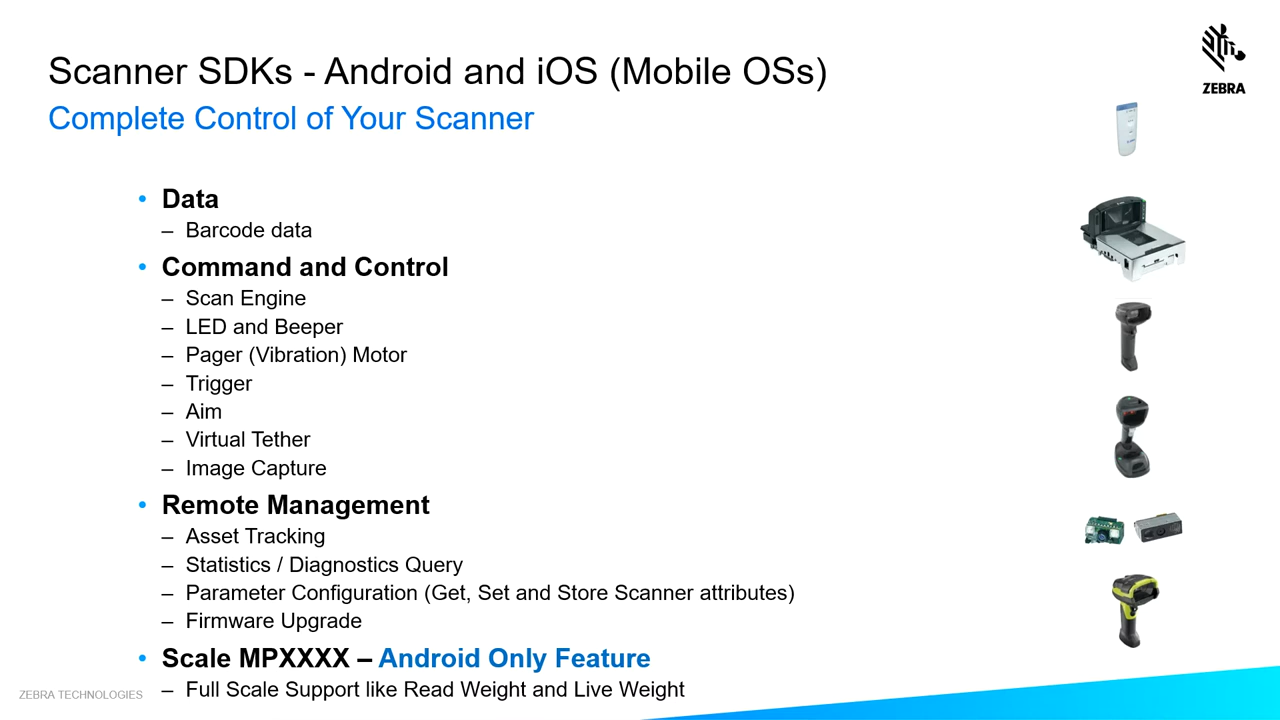 Scanner SDKs - Android and iOS (Mobile OSs)
Complete Control of Your Scanner
ZEBRA
• Data
– Barcode data
• Command and Control
– Scan Engine
– LED and Beeper
– Pager (Vibration) Motor
– Trigger
– Aim
– Virtual Tether
– Image Capture
• Remote Management
– Asset Tracking
– Statistics / Diagnostics Query
– Parameter Configuration (Get, Set and Store Scanner attributes)
– Firmware Upgrade
• Scale MPXXXX – Android Only Feature
– Full Scale Support like Read Weight and Live Weight
ZEBRA TECHNOLOGIES